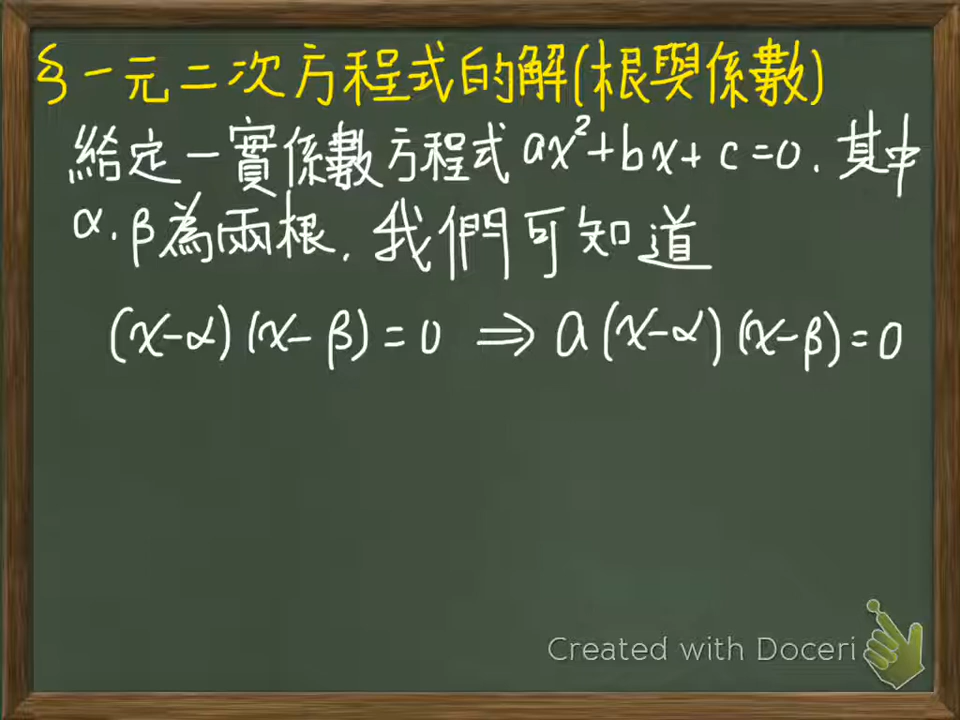 §一元二次方程式的解(根與係數)
給定一實係數方程式 ax²+bx+c=0. 其中
α. β為兩根. 我們可知道
(x-α)(x-β)=0 ⇒ a(x-α)(x-β)=0
Created with Doceri